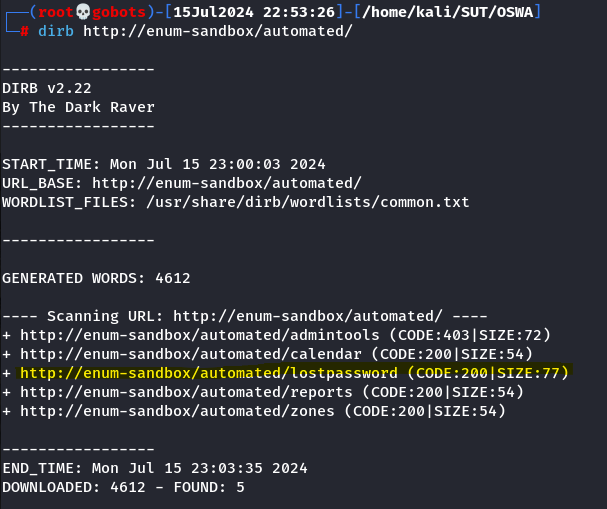 ┌──(root💀gobots)-[15Jul2024 22:53:26]-[/home/kali/SUT/OSWA]
└─# dirb http://enum-sandbox/automated/
-----------------
DIRB v2.22
By The Dark Raver
-----------------
START_TIME: Mon Jul 15 23:00:03 2024
URL_BASE: http://enum-sandbox/automated/
WORDLIST_FILES: /usr/share/dirb/wordlists/common.txt
-----------------
GENERATED WORDS: 4612
---- Scanning URL: http://enum-sandbox/automated/ ----
+ http://enum-sandbox/automated/admintools (CODE:403|SIZE:72)
+ http://enum-sandbox/automated/calendar (CODE:200|SIZE:54)
+ http://enum-sandbox/automated/lostpassword (CODE:200|SIZE:77)
+ http://enum-sandbox/automated/reports (CODE:200|SIZE:54)
+ http://enum-sandbox/automated/zones (CODE:200|SIZE:54)
-----------------
END_TIME: Mon Jul 15 23:03:35 2024
DOWNLOADED: 4612 - FOUND: 5